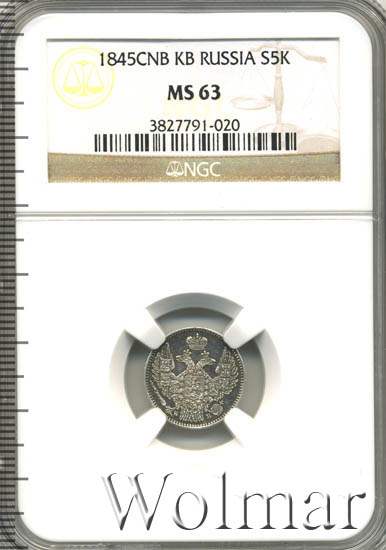 1845CNB KB RUSSIA S5K
MS 63
3827791-020
NGC
Wolmar